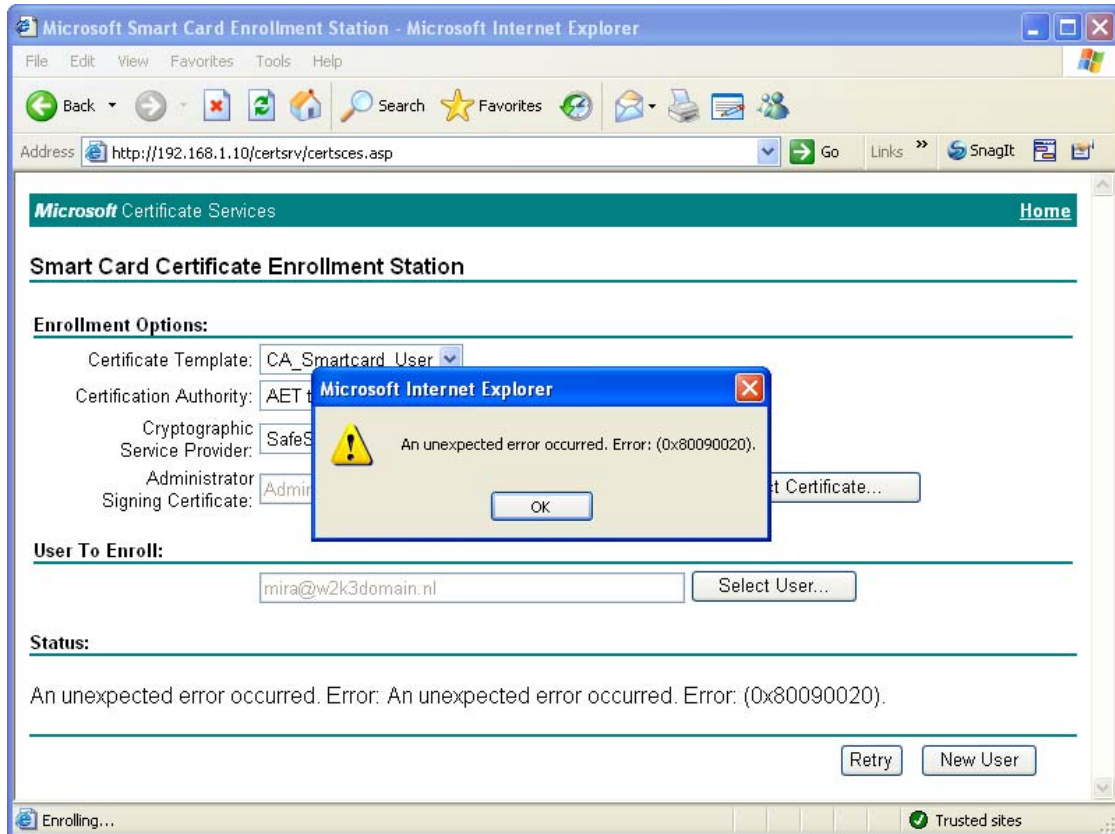 Microsoft Smart Card Enrollment Station - Microsoft Internet Explorer
File Edit View Favorites Tools Help
Back Search Favorites
Address http://192.168.1.10/certsrv/certsces.asp Go Links » SnagIt
Microsoft Certificate Services Home
Smart Card Certificate Enrollment Station
Enrollment Options:
Certificate Template: CA_Smartcard_User
Certification Authority: AET
Cryptographic
Service Provider:
Administrator
Signing Certificate:
Certificate...
Microsoft Internet Explorer
An unexpected error occurred. Error: (0x80090020).
OK
User To Enroll:
mira@w2k3domain.nl Select User...
Status:
An unexpected error occurred. Error: An unexpected error occurred. Error: (0x80090020).
Retry New User
Enrolling... Trusted sites